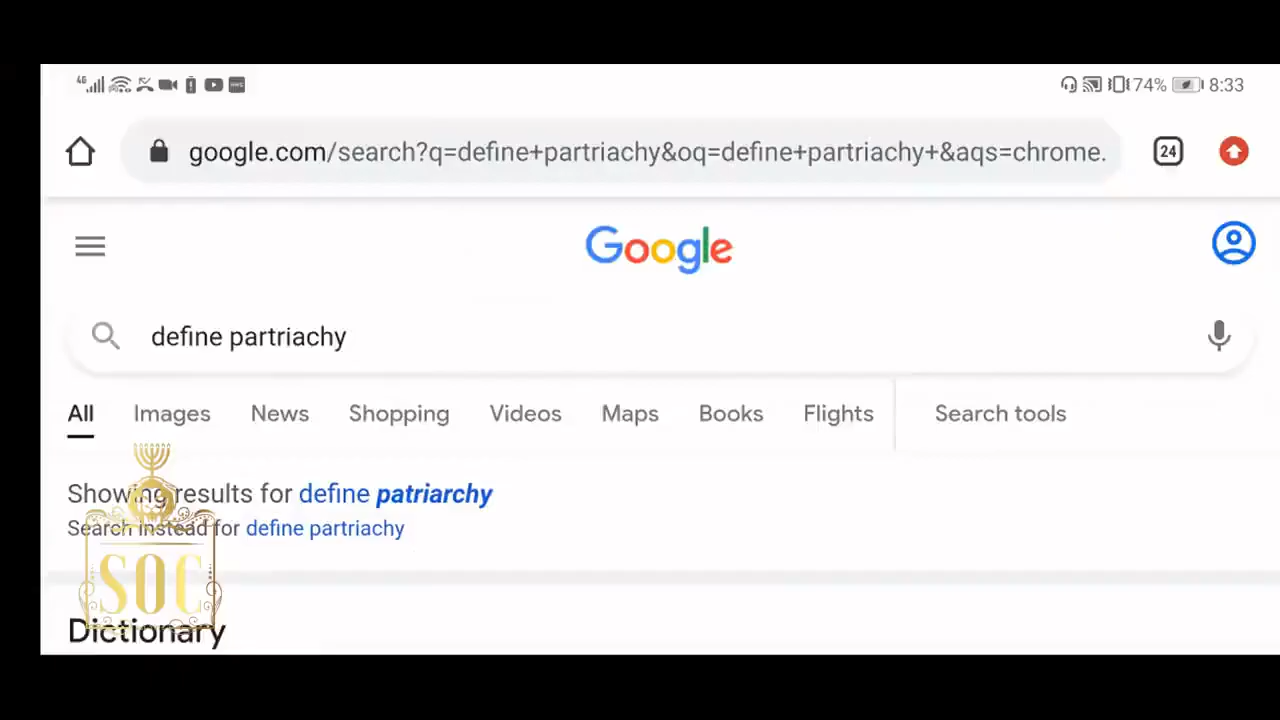 4G 74% 8:33
google.com/search?q=define+partriachy&oq=define+partriachy+&aqs=chrome. 24
Google
define partriachy
All Images News Shopping Videos Maps Books Flights Search tools
Showing results for define patriarchy
Search instead for define partriachy
SOC
Dictionary